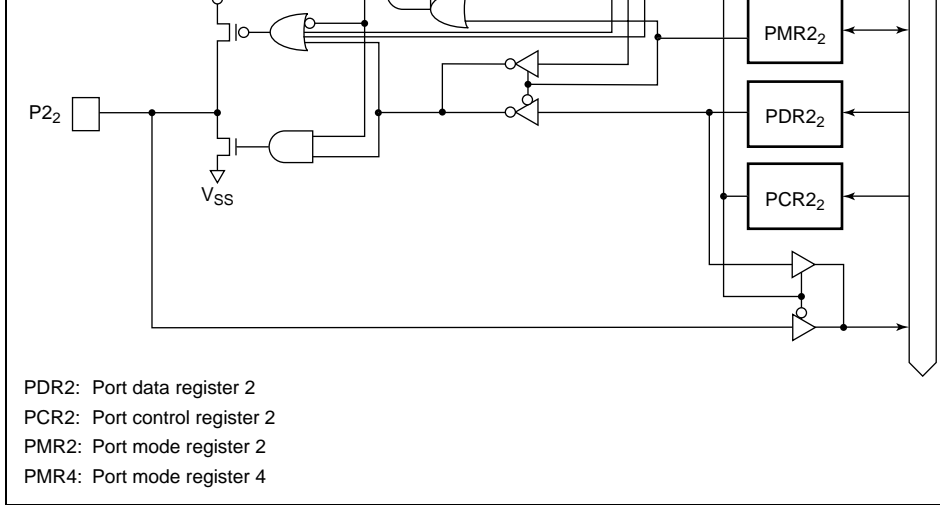 PMR2₂
P2₂
PDR2₂
PCR2₂
V_SS
PDR2: Port data register 2
PCR2: Port control register 2
PMR2: Port mode register 2
PMR4: Port mode register 4